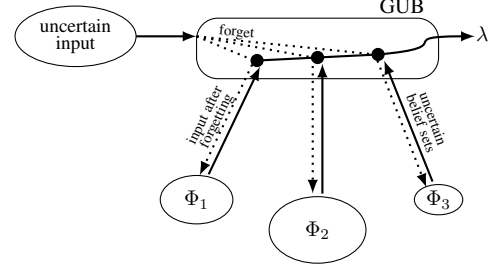 GUB
uncertain
input
forget
λ
input after
forgetting
uncertain
belief sets
Φ1
Φ2
Φ3